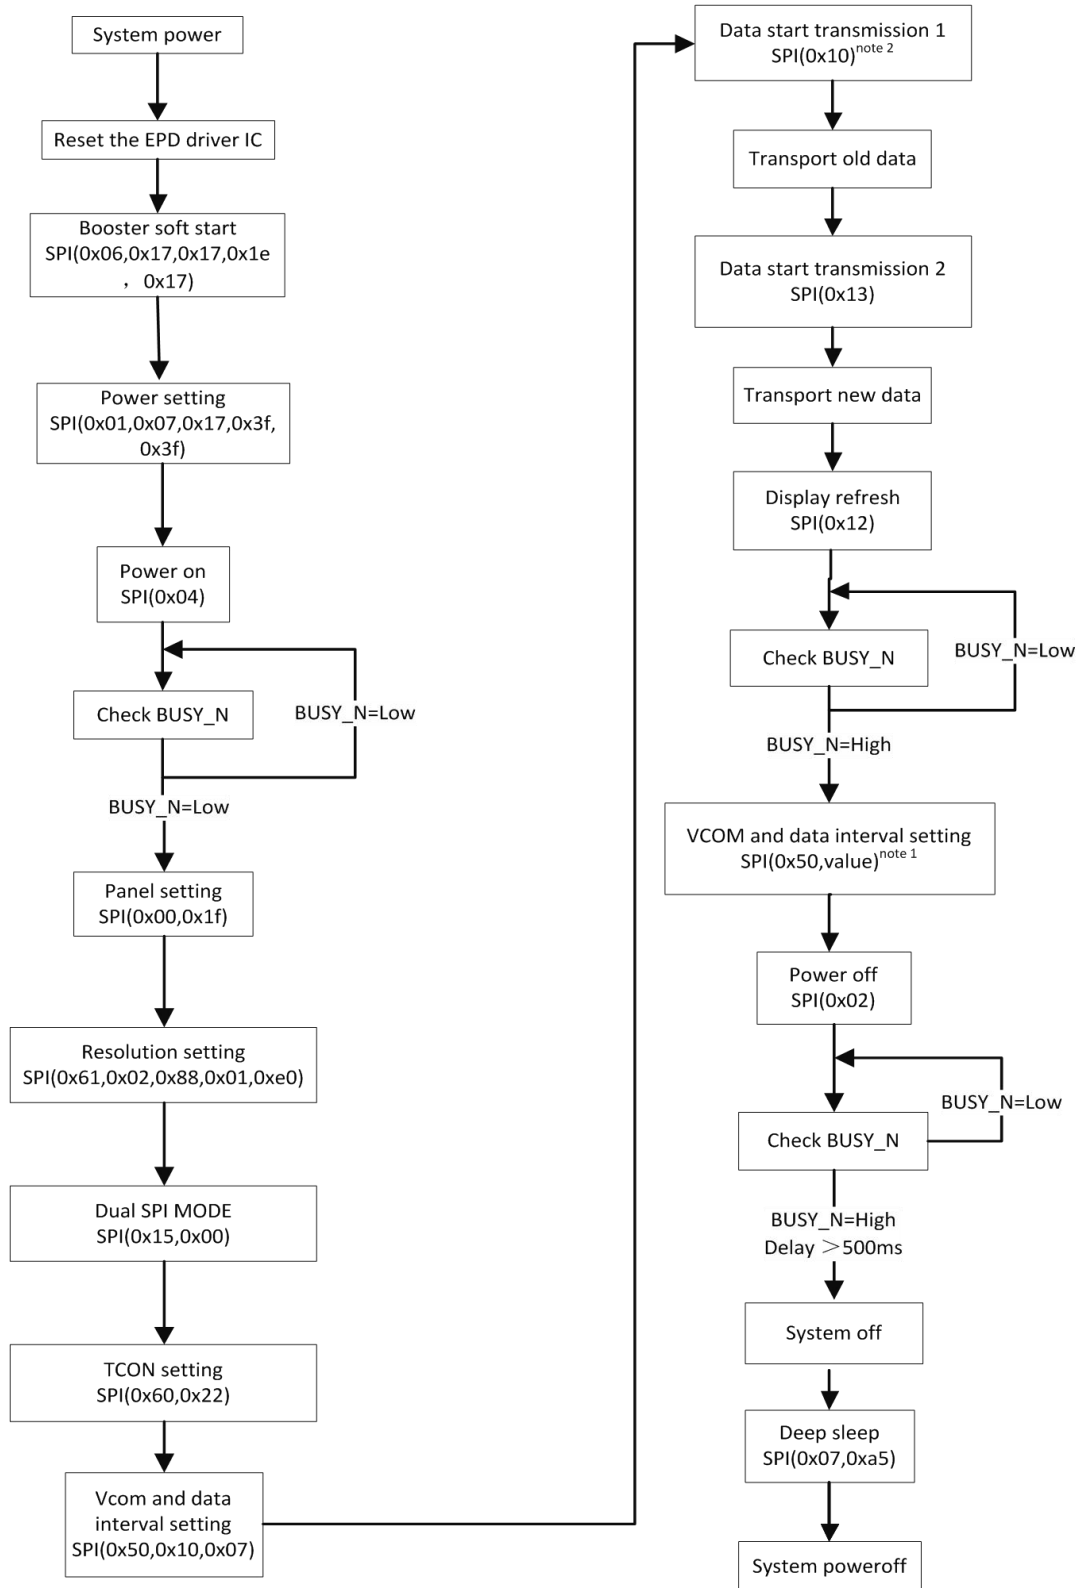 System power
Reset the EPD driver IC
Booster soft start
SPI(0x06,0x17,0x17,0x1e
， 0x17)
Power setting
SPI(0x01,0x07,0x17,0x3f,
0x3f)
Power on
SPI(0x04)
Check BUSY_N
BUSY_N=Low
BUSY_N=Low
Panel setting
SPI(0x00,0x1f)
Resolution setting
SPI(0x61,0x02,0x88,0x01,0xe0)
Dual SPI MODE
SPI(0x15,0x00)
TCON setting
SPI(0x60,0x22)
Vcom and data
interval setting
SPI(0x50,0x10,0x07)
Data start transmission 1
SPI(0x10)note 2
Transport old data
Data start transmission 2
SPI(0x13)
Transport new data
Display refresh
SPI(0x12)
Check BUSY_N
BUSY_N=Low
BUSY_N=High
VCOM and data interval setting
SPI(0x50,value)note 1
Power off
SPI(0x02)
Check BUSY_N
BUSY_N=Low
BUSY_N=High
Delay ＞500ms
System off
Deep sleep
SPI(0x07,0xa5)
System poweroff